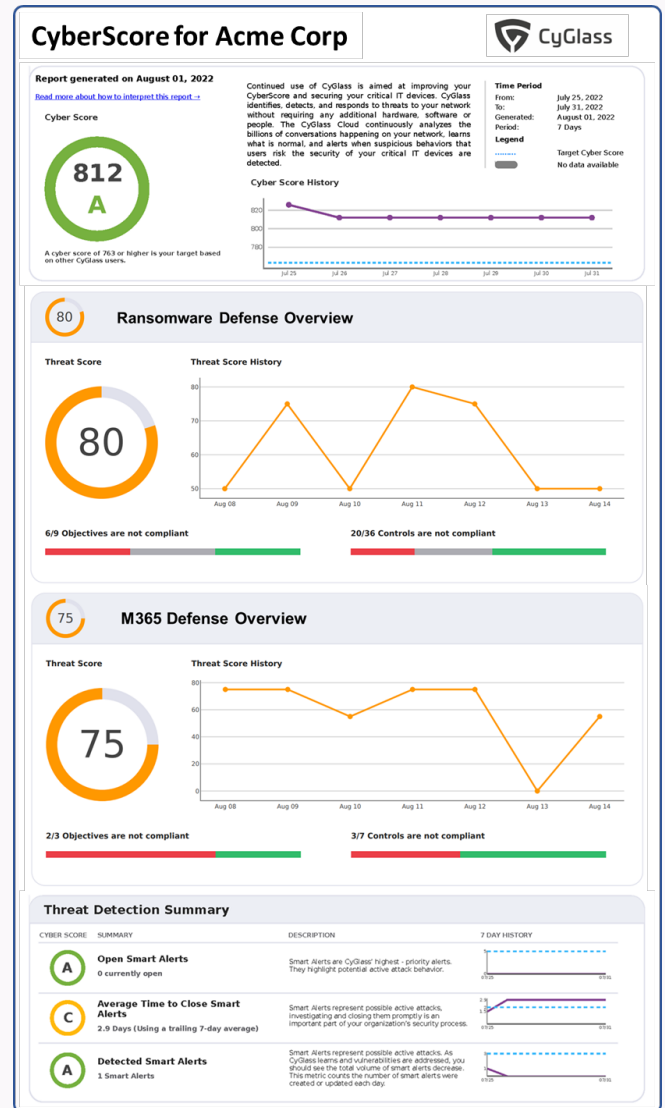 CyberScore for Acme Corp
CyGlass
Report generated on August 01, 2022
Read more about how to interpret this report →
Cyber Score
812
A
A cyber score of 763 or higher is your target based
on other CyGlass users.
Continued use of CyGlass is aimed at improving your
CyberScore and securing your critical IT devices. CyGlass
identifies, detects, and responds to threats to your network
without requiring any additional hardware, software or
people. The CyGlass Cloud continuously analyzes the
billions of conversations happening on your network, learns
what is normal, and alerts when suspicious behaviors that
users risk the security of your critical IT devices are
detected.
Time Period
From: July 25, 2022
To: July 31, 2022
Generated: August 01, 2022
Period: 7 Days
Legend
Target Cyber Score
No data available
Cyber Score History
820
800
780
Jul 25 Jul 26 Jul 27 Jul 28 Jul 29 Jul 30 Jul 31
80 Ransomware Defense Overview
Threat Score
80
Threat Score History
80
70
60
50
Aug 08 Aug 09 Aug 10 Aug 11 Aug 12 Aug 13 Aug 14
6/9 Objectives are not compliant
20/36 Controls are not compliant
75 M365 Defense Overview
Threat Score
75
Threat Score History
80
60
40
20
0
Aug 08 Aug 09 Aug 10 Aug 11 Aug 12 Aug 13 Aug 14
2/3 Objectives are not compliant
3/7 Controls are not compliant
Threat Detection Summary
CYBER SCORE SUMMARY DESCRIPTION 7 DAY HISTORY
A
Open Smart Alerts
0 currently open
Smart Alerts are CyGlass' highest - priority alerts.
They highlight potential active attack behavior.
07/25 07/31
C
Average Time to Close Smart
Alerts
2.9 Days (Using a trailing 7-day average)
Smart Alerts represent possible active attacks,
investigating and closing them promptly is an
important part of your organization's security process.
07/25 07/31
A
Detected Smart Alerts
1 Smart Alerts
Smart Alerts represent possible active attacks. As
CyGlass learns and vulnerabilities are addressed, you
should see the total volume of smart alerts decrease.
This metric counts the number of smart alerts were
created or updated each day.
07/25 07/31